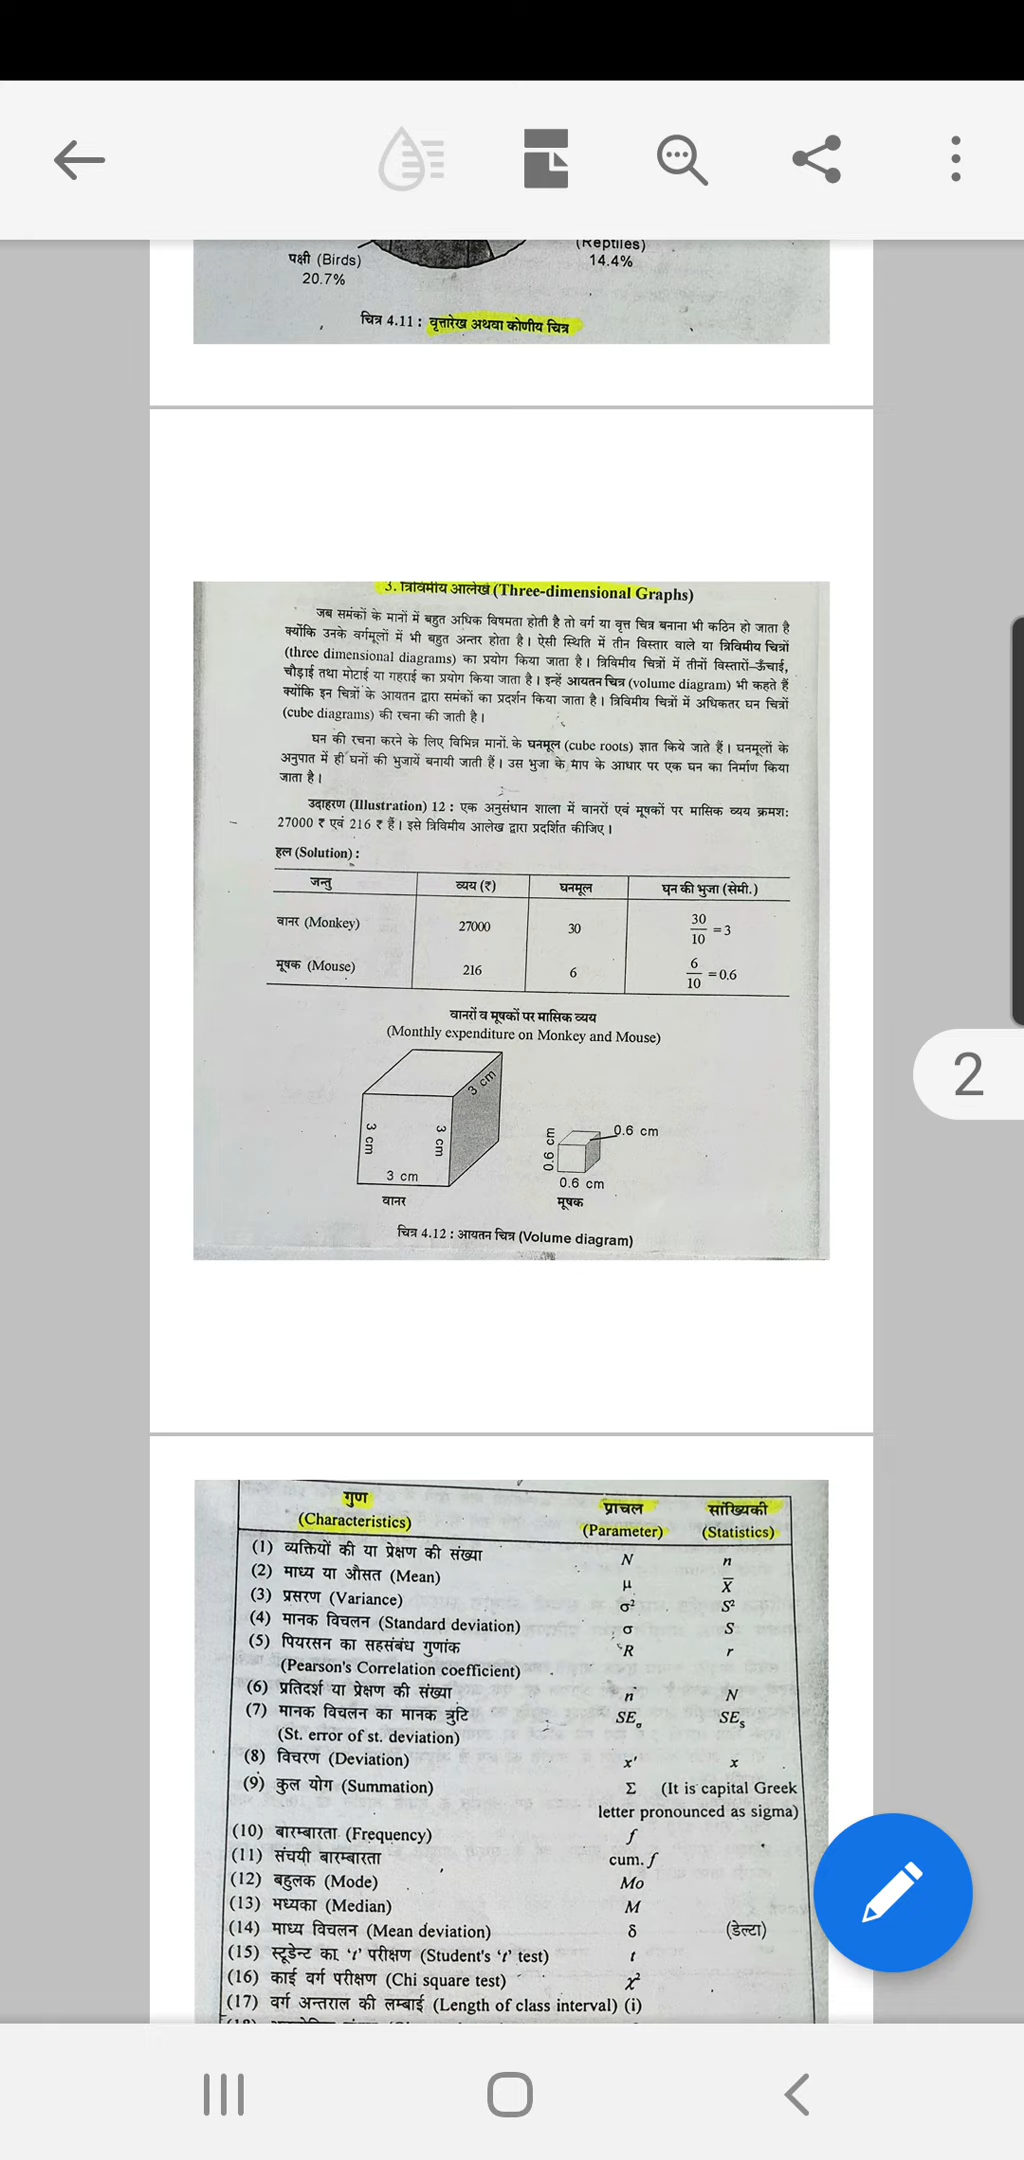 पक्षी (Birds)
20.7%
(Reptiles)
14.4%
चित्र 4.11 : वृत्तारेख अथवा कोणीय चित्र
3. त्रिविमीय आलेख (Three-dimensional Graphs)
जब समंकों के मानों में बहुत अधिक विषमता होती है तो वर्ग या वृत्त चित्र बनाना भी कठिन हो जाता है
क्योंकि उनके वर्गमूलों में भी बहुत अन्तर होता है। ऐसी स्थिति में तीन विस्तार वाले या त्रिविमीय चित्रों
(three dimensional diagrams) का प्रयोग किया जाता है। त्रिविमीय चित्रों में तीनों विस्तारों–ऊँचाई,
चौड़ाई तथा मोटाई या गहराई का प्रयोग किया जाता है। इन्हें आयतन चित्र (volume diagram) भी कहते हैं
क्योंकि इन चित्रों के आयतन द्वारा समंकों का प्रदर्शन किया जाता है। त्रिविमीय चित्रों में अधिकतर घन चित्रों
(cube diagrams) की रचना की जाती है।
घन की रचना करने के लिए विभिन्न मानों के घनमूल (cube roots) ज्ञात किये जाते हैं। घनमूलों के
अनुपात में ही घनों की भुजायें बनायी जाती हैं। उस भुजा के माप के आधार पर एक घन का निर्माण किया
जाता है।
उदाहरण (Illustration) 12 : एक अनुसंधान शाला में वानरों एवं मूषकों पर मासिक व्यय क्रमशः
27000 ₹ एवं 216 ₹ हैं। इसे त्रिविमीय आलेख द्वारा प्रदर्शित कीजिए।
हल (Solution) :
जन्तु व्यय (₹) घनमूल घन की भुजा (सेमी.)
वानर (Monkey) 27000 30 30/10 = 3
मूषक (Mouse) 216 6 6/10 = 0.6
वानरों व मूषकों पर मासिक व्यय
(Monthly expenditure on Monkey and Mouse)
3 cm
3 cm
3 cm
3 cm
वानर
0.6 cm
0.6 cm
0.6 cm
मूषक
चित्र 4.12 : आयतन चित्र (Volume diagram)
2
गुण प्राचल सांख्यिकी
(Characteristics) (Parameter) (Statistics)
(1) व्यक्तियों की या प्रेक्षण की संख्या N n
(2) माध्य या औसत (Mean) μ X̅
(3) प्रसरण (Variance) σ² S²
(4) मानक विचलन (Standard deviation) σ S
(5) पियरसन का सहसंबंध गुणांक R r
(Pearson's Correlation coefficient)
(6) प्रतिदर्श या प्रेक्षण की संख्या n N
(7) मानक विचलन का मानक त्रुटि SEσ SEs
(St. error of st. deviation)
(8) विचरण (Deviation) x' x
(9) कुल योग (Summation) Σ (It is capital Greek
letter pronounced as sigma)
(10) बारम्बारता (Frequency) f
(11) संचयी बारम्बारता cum. f
(12) बहुलक (Mode) Mo
(13) मध्यका (Median) M
(14) माध्य विचलन (Mean deviation) δ (डेल्टा)
(15) स्टूडेन्ट का 't' परीक्षण (Student's 't' test) t
(16) काई वर्ग परीक्षण (Chi square test) χ²
(17) वर्ग अन्तराल की लम्बाई (Length of class interval) (i)